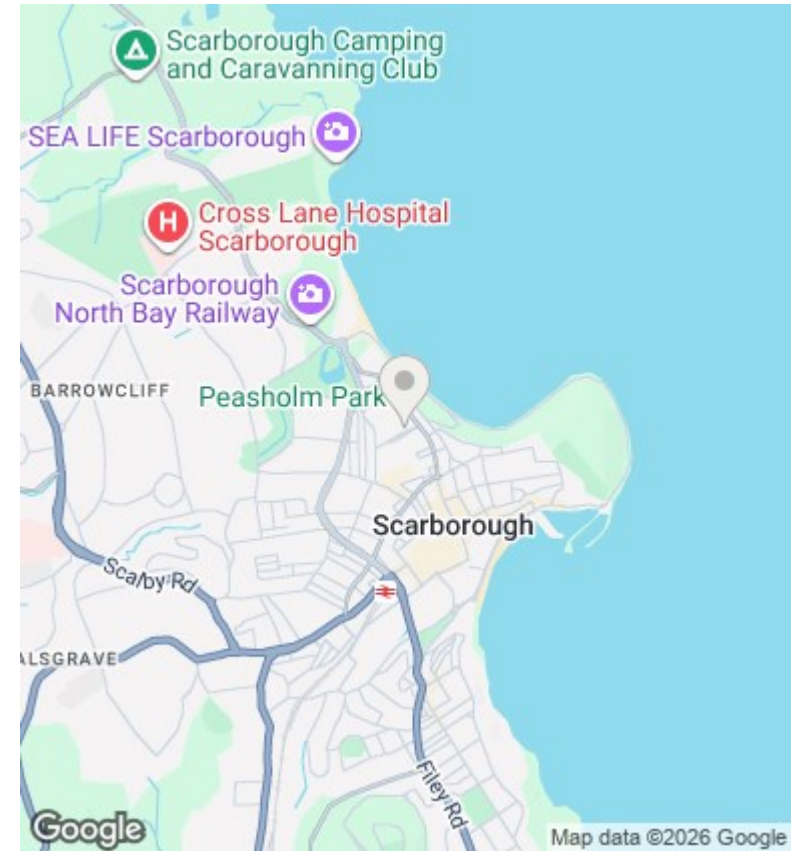 Scarborough Camping
and Caravanning Club
SEA LIFE Scarborough
H
Cross Lane Hospital
Scarborough
Scarborough
North Bay Railway
BARROWCLIFF
Peasholm Park
Scarborough
Scalby Rd
ALSGRAVE
Filey Rd
Google
Map data ©2026 Google